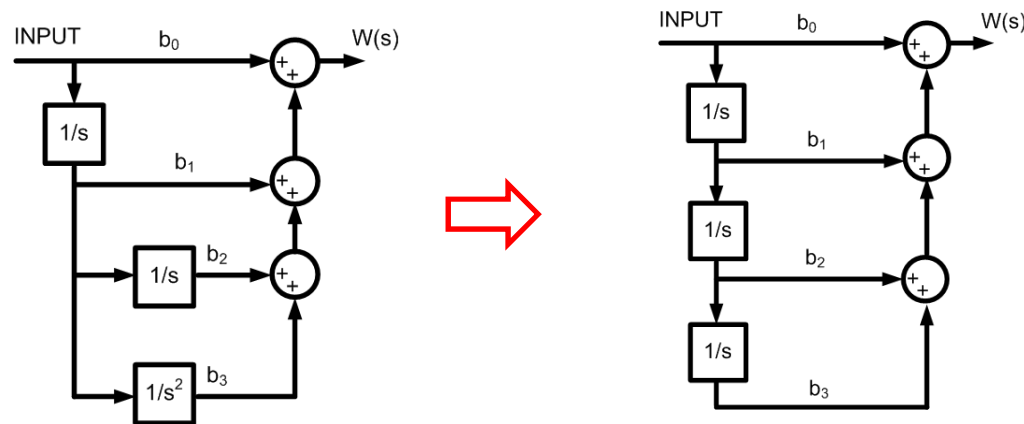 INPUT
b₀
W(s)
+
+
1/s
b₁
+
+
1/s
b₂
+
+
1/s²
b₃
INPUT
b₀
W(s)
+
+
1/s
b₁
+
+
1/s
b₂
+
+
1/s
b₃